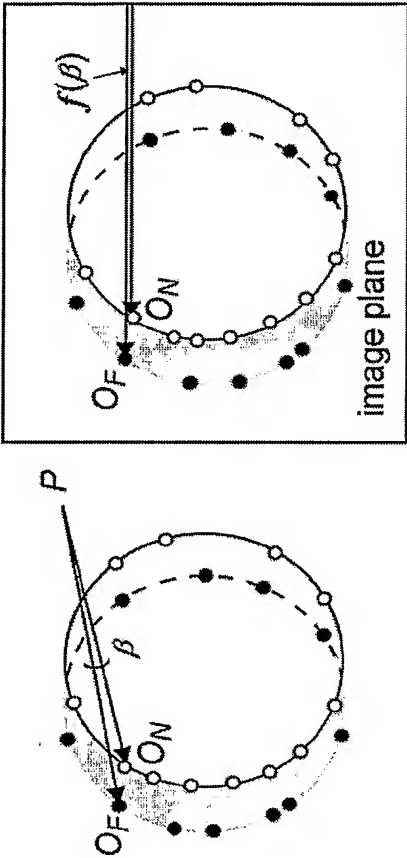 P
β
O_F
O_N
f(β)
O_F
O_N
image plane